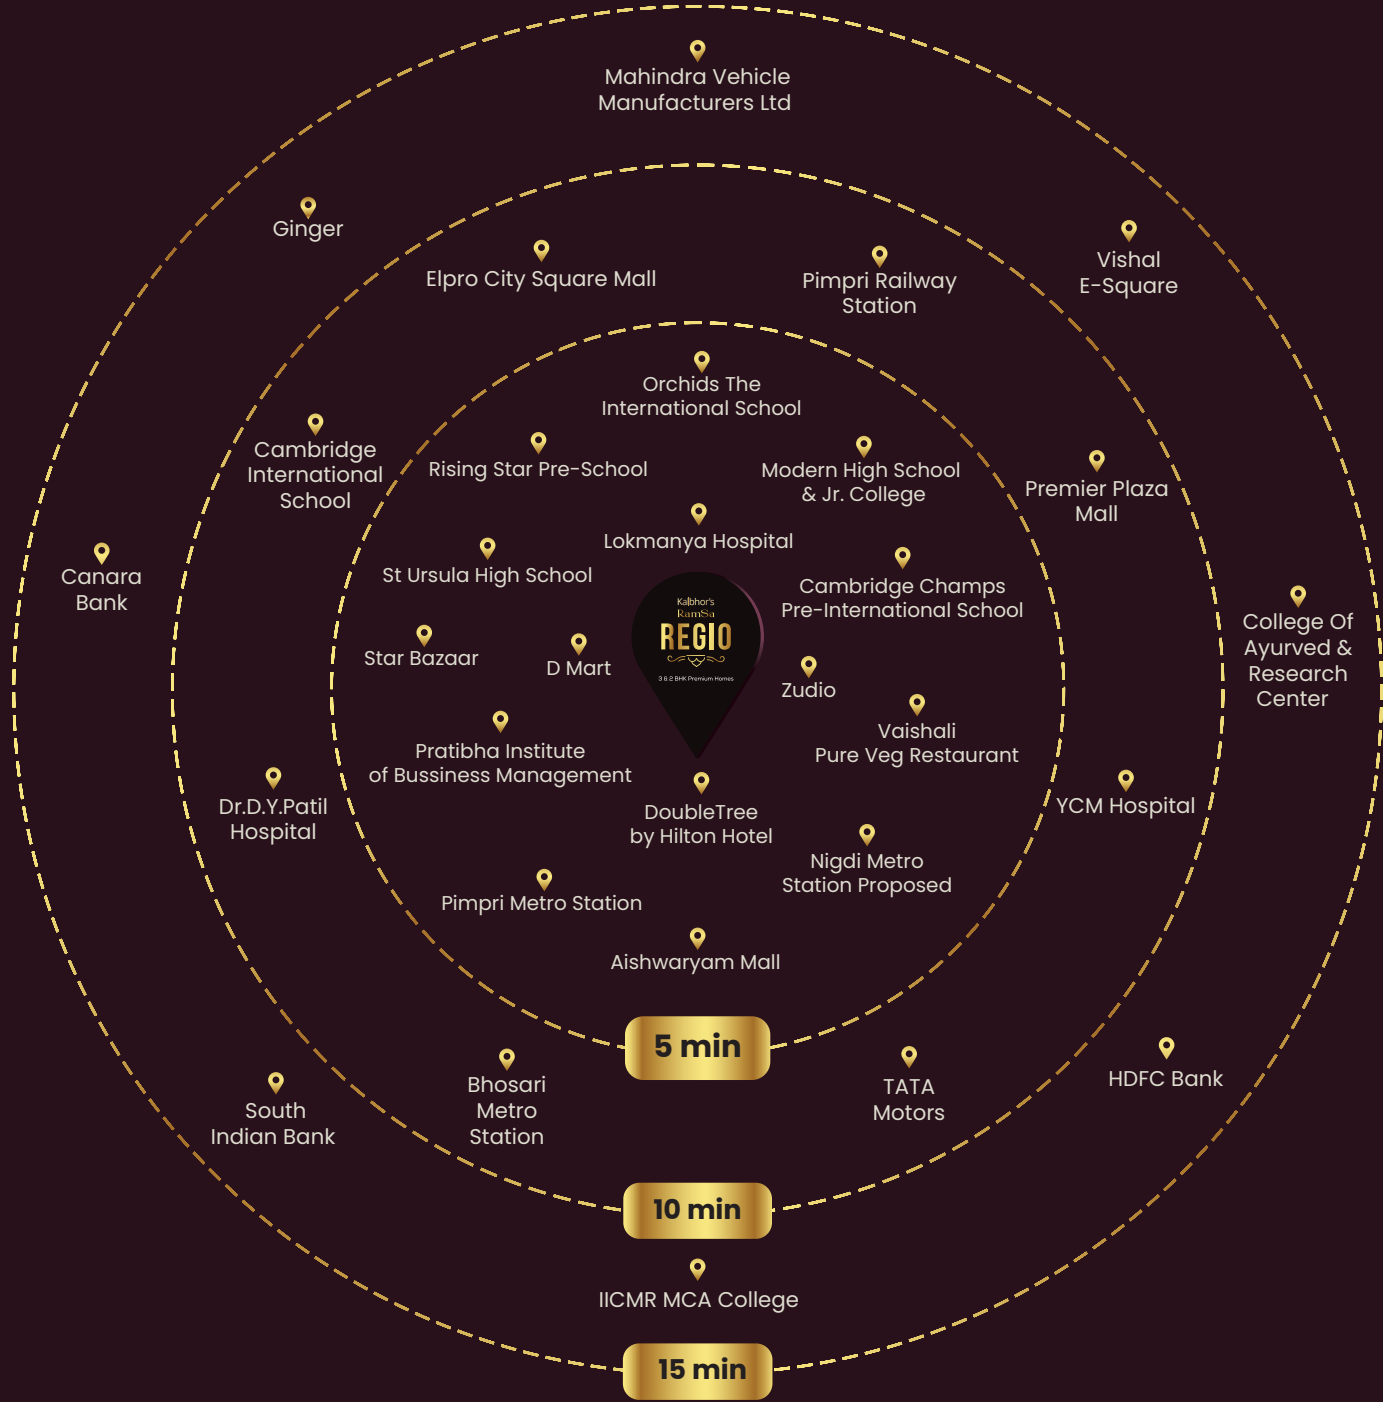 Mahindra Vehicle
Manufacturers Ltd
Ginger
Vishal
E-Square
Elpro City Square Mall
Pimpri Railway
Station
Orchids The
International School
Cambridge
International
School
Rising Star Pre-School
Modern High School
& Jr. College
Premier Plaza
Mall
Lokmanya Hospital
Canara
Bank
St Ursula High School
Cambridge Champs
Pre-International School
College Of
Ayurved &
Research
Center
Kalbhor's
RamSa
REGIO
3 & 2 BHK Premium Homes
Star Bazaar
D Mart
Zudio
Vaishali
Pure Veg Restaurant
Pratibha Institute
of Bussiness Management
Dr.D.Y.Patil
Hospital
DoubleTree
by Hilton Hotel
YCM Hospital
Nigdi Metro
Station Proposed
Pimpri Metro Station
Aishwaryam Mall
5 min
Bhosari
Metro
Station
TATA
Motors
HDFC Bank
South
Indian Bank
10 min
IICMR MCA College
15 min